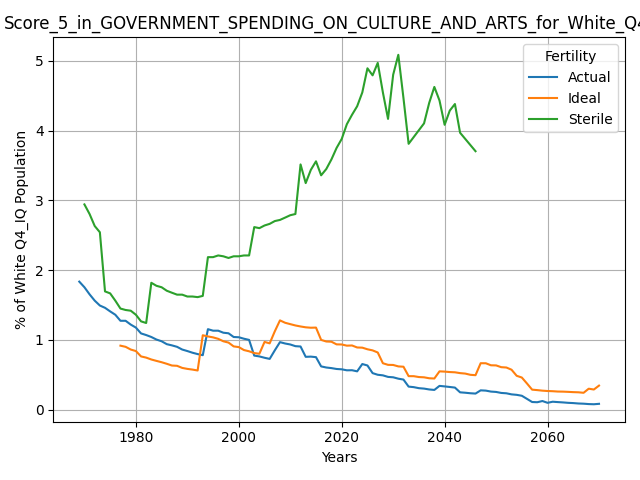 Score_5_in_GOVERNMENT_SPENDING_ON_CULTURE_AND_ARTS_for_White_Q4
Fertility
Actual
Ideal
Sterile
% of White Q4_IQ Population
5
4
3
2
1
0
1980 2000 2020 2040 2060
Years